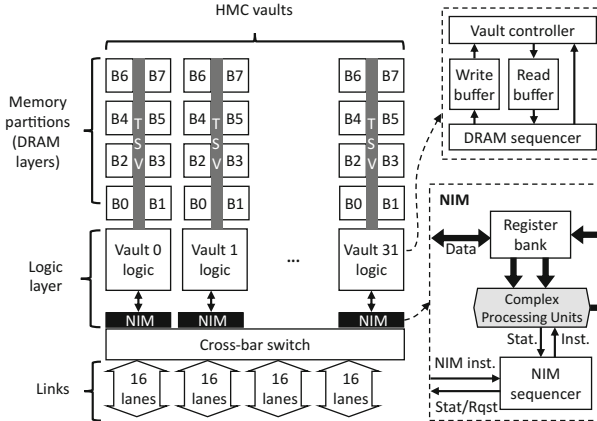 HMC vaults
Memory
partitions
(DRAM
layers)
B6 B7 B6 B7 B6 B7
B4 B5 B4 B5 B4 B5
B2 B3 B2 B3 B2 B3
B0 B1 B0 B1 B0 B1
TSV TSV TSV
Logic
layer
Vault 0
logic
Vault 1
logic
...
Vault 31
logic
NIM NIM NIM
Cross-bar switch
Links
16
lanes
16
lanes
16
lanes
16
lanes
Vault controller
Write
buffer
Read
buffer
DRAM sequencer
NIM
Register
bank
Data
Complex
Processing Units
Stat. Inst.
NIM inst.
NIM
sequencer
Stat/Rqst